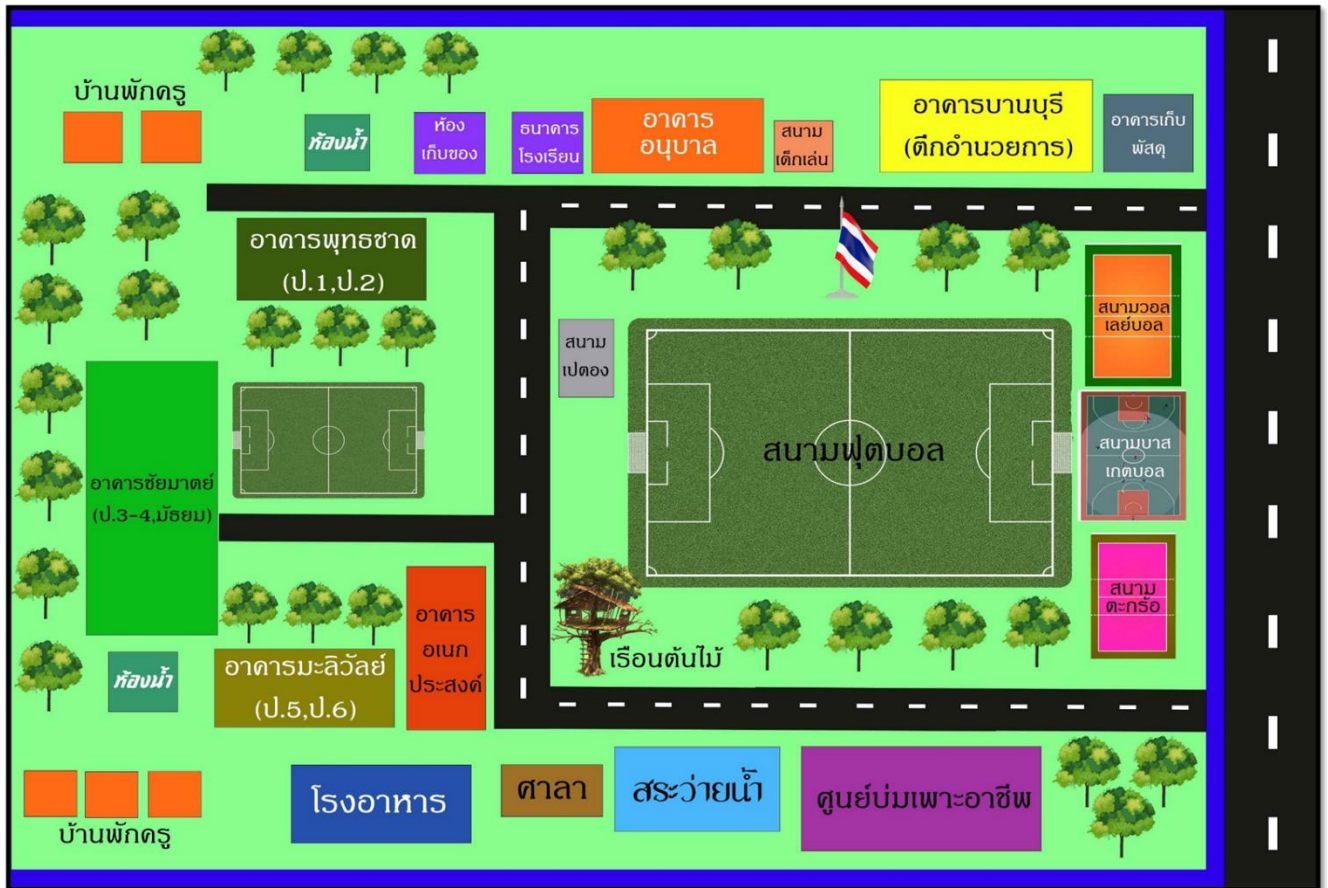 บ้านพักครู
ห้องน้ำ
ห้อง
เก็บของ
ธนาคาร
โรงเรียน
อาคาร
อนุบาล
สนาม
เด็กเล่น
อาคารบานบุรี
(ตึกอำนวยการ)
อาคารเก็บ
พัสดุ
อาคารพุทธชาด
(ป.1,ป.2)
สนาม
เปตอง
สนามฟุตบอล
สนามวอล
เลย์บอล
สนามบาส
เกตบอล
สนาม
ตะกร้อ
อาคารชัยมาตย์
(ป.3-4,มัธยม)
อาคาร
อเนก
ประสงค์
เรือนต้นไม้
ห้องน้ำ
อาคารมะลิวัลย์
(ป.5,ป.6)
บ้านพักครู
โรงอาหาร
ศาลา
สระว่ายน้ำ
ศูนย์บ่มเพาะอาชีพ